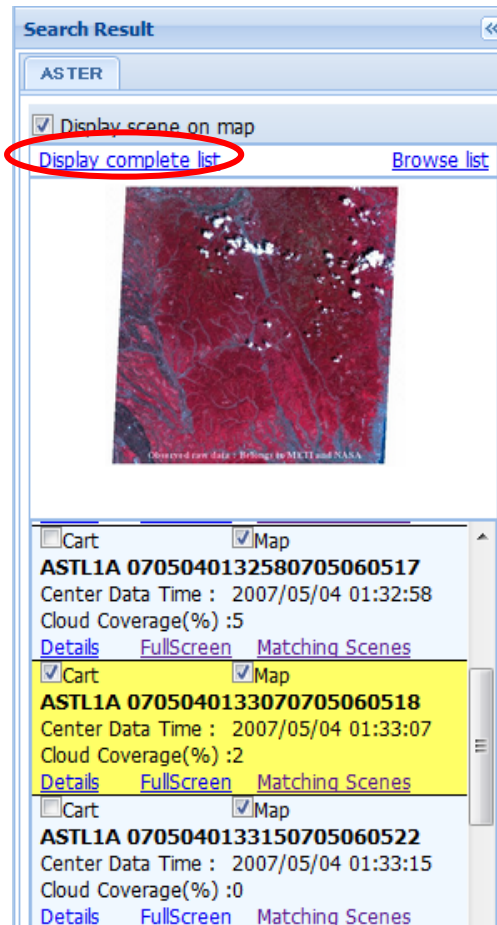 Search Result
ASTER
Display scene on map
Display complete list Browse list
Observed raw data : Belongs to METI and NASA
Cart Map
ASTL1A 0705040132580705060517
Center Data Time : 2007/05/04 01:32:58
Cloud Coverage(%) :5
Details FullScreen Matching Scenes
Cart Map
ASTL1A 0705040133070705060518
Center Data Time : 2007/05/04 01:33:07
Cloud Coverage(%) :2
Details FullScreen Matching Scenes
Cart Map
ASTL1A 0705040133150705060522
Center Data Time : 2007/05/04 01:33:15
Cloud Coverage(%) :0
Details FullScreen Matching Scenes